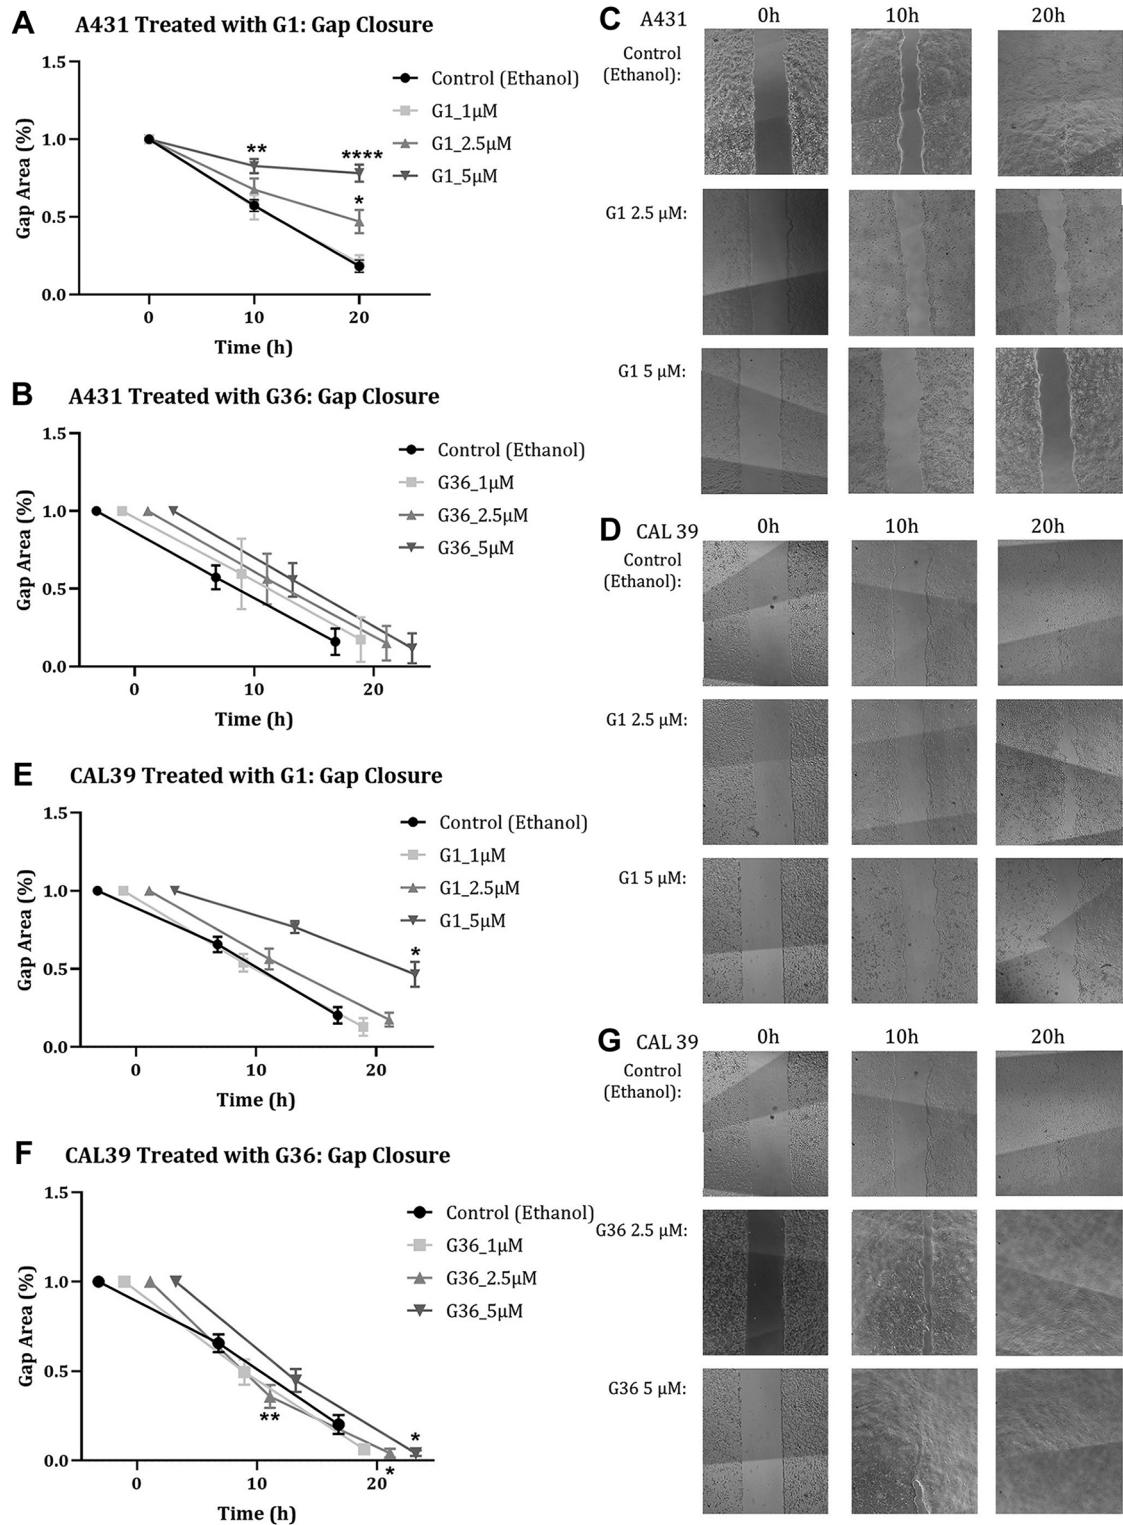 A
A431 Treated with G1: Gap Closure
1.5
1.0
0.5
0.0
Gap Area (%)
** 
****
*
0
10
20
Time (h)
Control (Ethanol)
G1_1µM
G1_2.5µM
G1_5µM
B
A431 Treated with G36: Gap Closure
1.5
1.0
0.5
0.0
Gap Area (%)
0
10
20
Time (h)
Control (Ethanol)
G36_1µM
G36_2.5µM
G36_5µM
E
CAL39 Treated with G1: Gap Closure
1.5
1.0
0.5
0.0
Gap Area (%)
*
0
10
20
Time (h)
Control (Ethanol)
G1_1µM
G1_2.5µM
G1_5µM
F
CAL39 Treated with G36: Gap Closure
1.5
1.0
0.5
0.0
Gap Area (%)
**
*
*
0
10
20
Time (h)
Control (Ethanol)
G36_1µM
G36_2.5µM
G36_5µM
C
A431
0h
10h
20h
Control
(Ethanol):
G1 2.5 µM:
G1 5 µM:
D
CAL 39
0h
10h
20h
Control
(Ethanol):
G1 2.5 µM:
G1 5 µM:
G
CAL 39
0h
10h
20h
Control
(Ethanol):
G36 2.5 µM:
G36 5 µM: